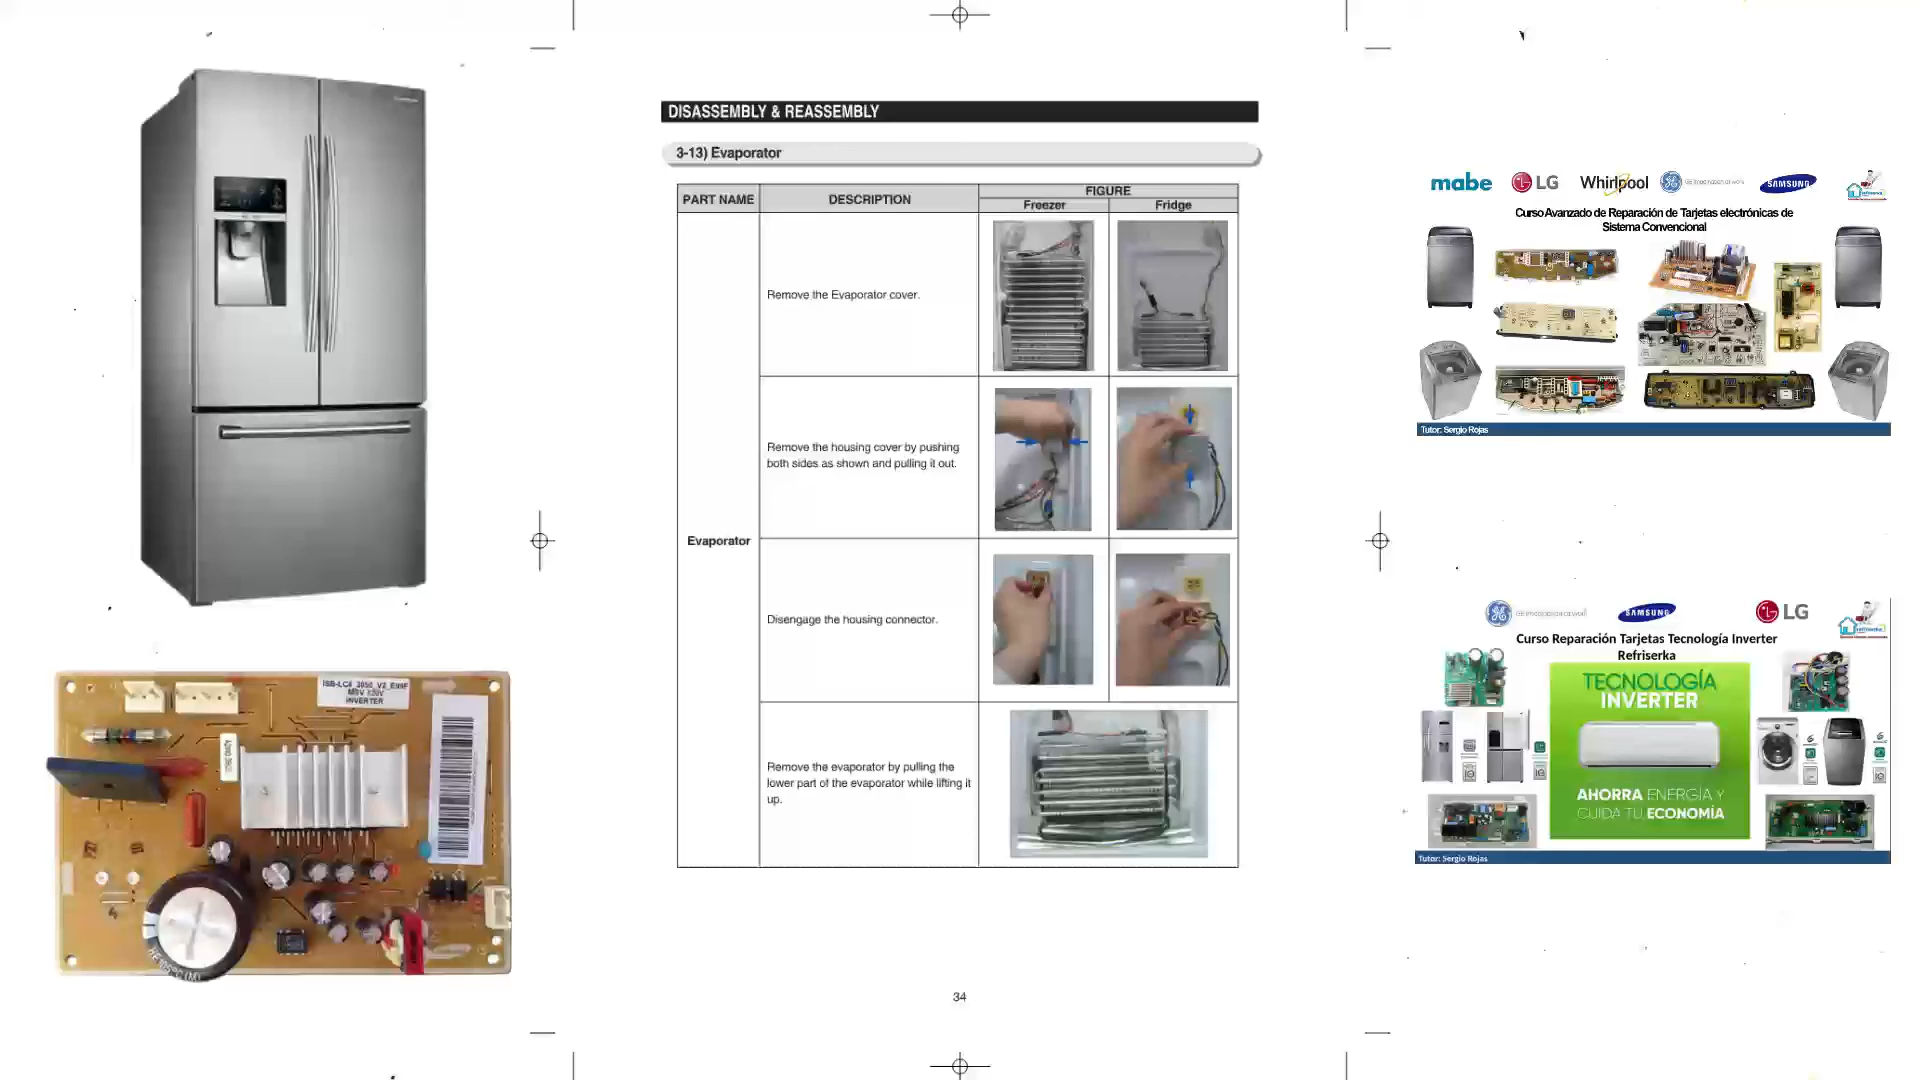 DISASSEMBLY & REASSEMBLY
3-13) Evaporator
PART NAME
DESCRIPTION
FIGURE
Freezer
Fridge
Evaporator
Remove the Evaporator cover.
Remove the housing cover by pushing
both sides as shown and pulling it out.
Disengage the housing connector.
Remove the evaporator by pulling the
lower part of the evaporator while lifting it
up.
34
INVERTER
mabe
LG
Whirlpool
SAMSUNG
Curso Avanzado de Reparación de Tarjetas electrónicas de
Sistema Convencional
Tutor: Sergio Rojas
SAMSUNG
LG
Curso Reparación Tarjetas Tecnología Inverter
Refriserka
TECNOLOGÍA
INVERTER
AHORRA ENERGÍA Y
CUIDA TU ECONOMÍA
Tutor: Sergio Rojas